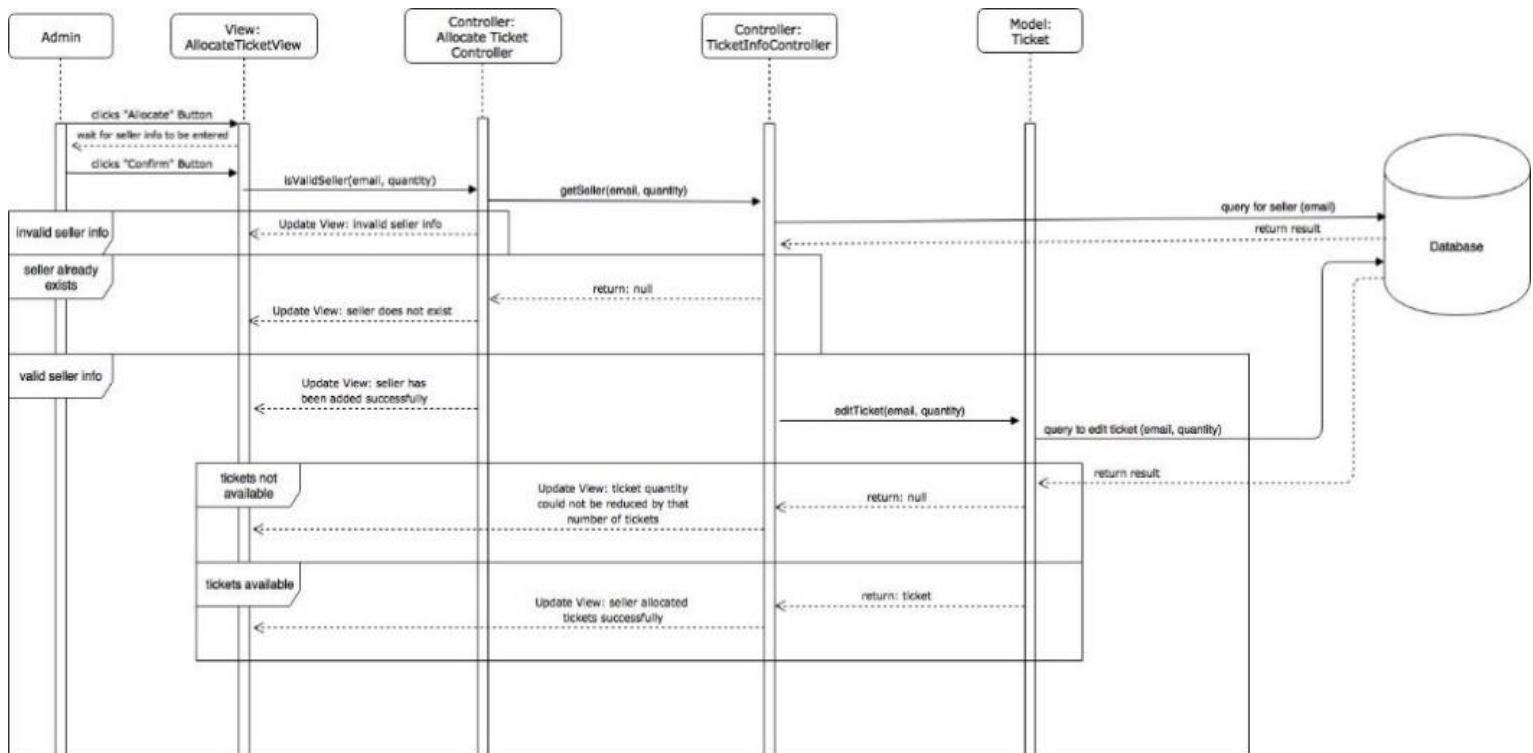 Admin
View:
AllocateTicketView
Controller:
Allocate Ticket
Controller
Controller:
TicketInfoController
Model:
Ticket
clicks "Allocate" Button
wait for seller info to be entered
clicks "Confirm" Button
isValidSeller(email, quantity)
getSeller(email, quantity)
query for seller (email)
return result
Database
invalid seller info
Update View: invalid seller info
seller already
exists
return: null
Update View: seller does not exist
valid seller info
Update View: seller has
been added successfully
editTicket(email, quantity)
query to edit ticket (email, quantity)
return result
tickets not
available
Update View: ticket quantity
could not be reduced by that
number of tickets
return: null
tickets available
return: ticket
Update View: seller allocated
tickets successfully